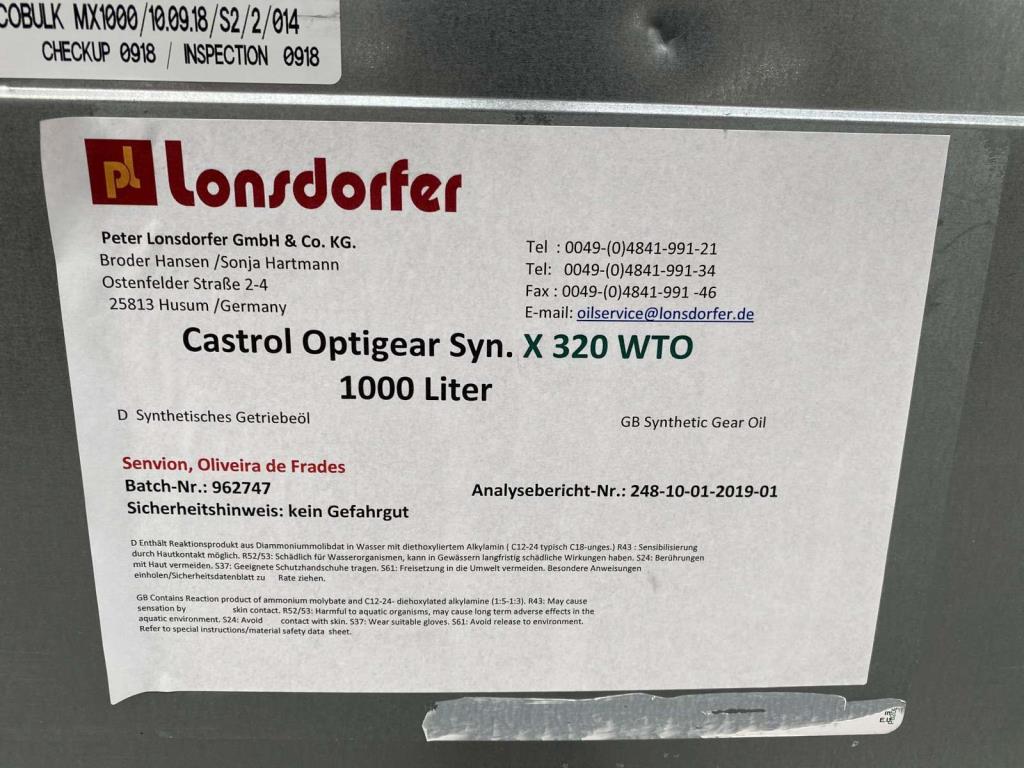 COBULK MX1000/10.09.18/S2/2/014
CHECKUP 0918 / INSPECTION 0918
pl Lonsdorfer
Peter Lonsdorfer GmbH & Co. KG.
Broder Hansen /Sonja Hartmann
Ostenfelder Straße 2-4
25813 Husum /Germany
Tel : 0049-(0)4841-991-21
Tel: 0049-(0)4841-991-34
Fax : 0049-(0)4841-991 -46
E-mail: oilservice@lonsdorfer.de
Castrol Optigear Syn. X 320 WTO
1000 Liter
D Synthetisches Getriebeöl
GB Synthetic Gear Oil
Senvion, Oliveira de Frades
Batch-Nr.: 962747
Analysebericht-Nr.: 248-10-01-2019-01
Sicherheitshinweis: kein Gefahrgut
D Enthält Reaktionsprodukt aus Diammoniummolibdat in Wasser mit diethoxyliertem Alkylamin ( C12-24 typisch C18-unges.) R43 : Sensibilisierung
durch Hautkontakt möglich. R52/53: Schädlich für Wasserorganismen, kann in Gewässern langfristig schädliche Wirkungen haben. S24: Berührungen
mit Haut vermeiden. S37: Geeignete Schutzhandschuhe tragen. S61: Freisetzung in die Umwelt vermeiden. Besondere Anweisungen
einholen/Sicherheitsdatenblatt zu Rate ziehen.
GB Contains Reaction product of ammonium molybate and C12-24- diehoxylated alkylamine (1:5-1:3). R43: May cause
sensation by skin contact. R52/53: Harmful to aquatic organisms, may cause long term adverse effects in the
aquatic environment. S24: Avoid contact with skin. S37: Wear suitable gloves. S61: Avoid release to environment.
Refer to special instructions/material safety data sheet.